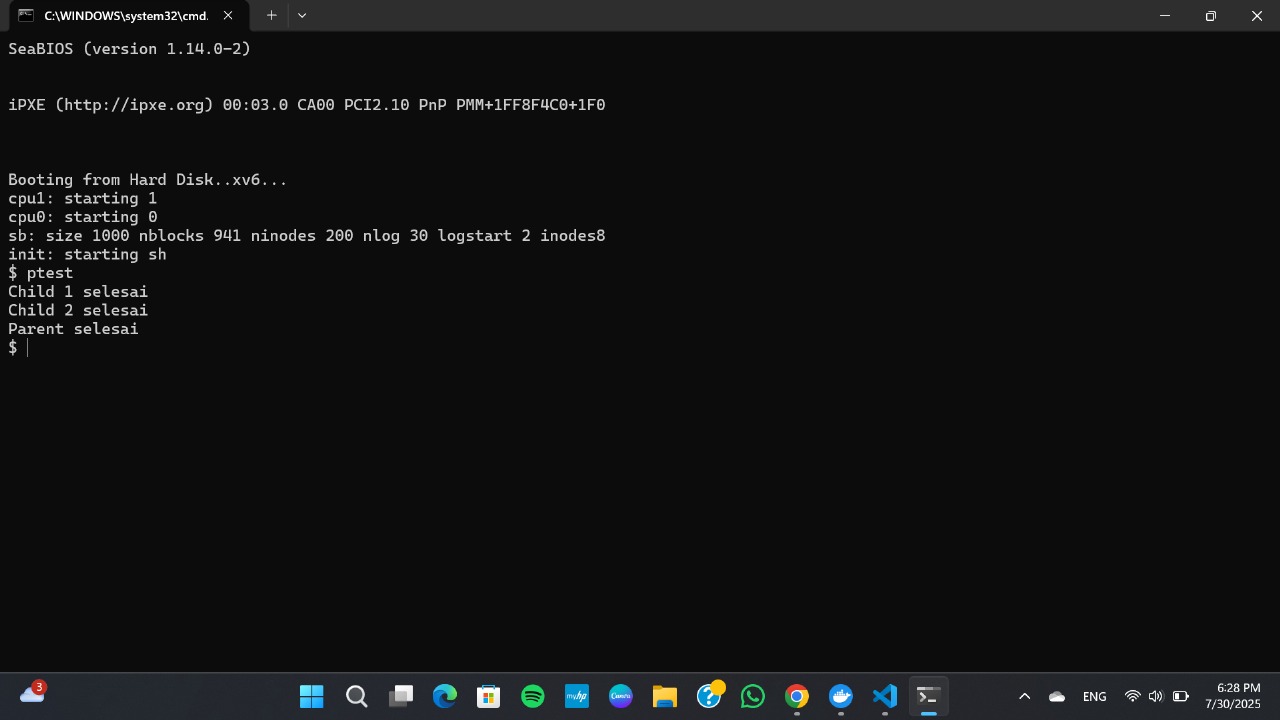 C:\WINDOWS\system32\cmd.
SeaBIOS (version 1.14.0-2)
iPXE (http://ipxe.org) 00:03.0 CA00 PCI2.10 PnP PMM+1FF8F4C0+1F0
Booting from Hard Disk..xv6...
cpu1: starting 1
cpu0: starting 0
sb: size 1000 nblocks 941 ninodes 200 nlog 30 logstart 2 inodes8
init: starting sh
$ ptest
Child 1 selesai
Child 2 selesai
Parent selesai
$
3
myhp
Canva
ENG
6:28 PM
7/30/2025